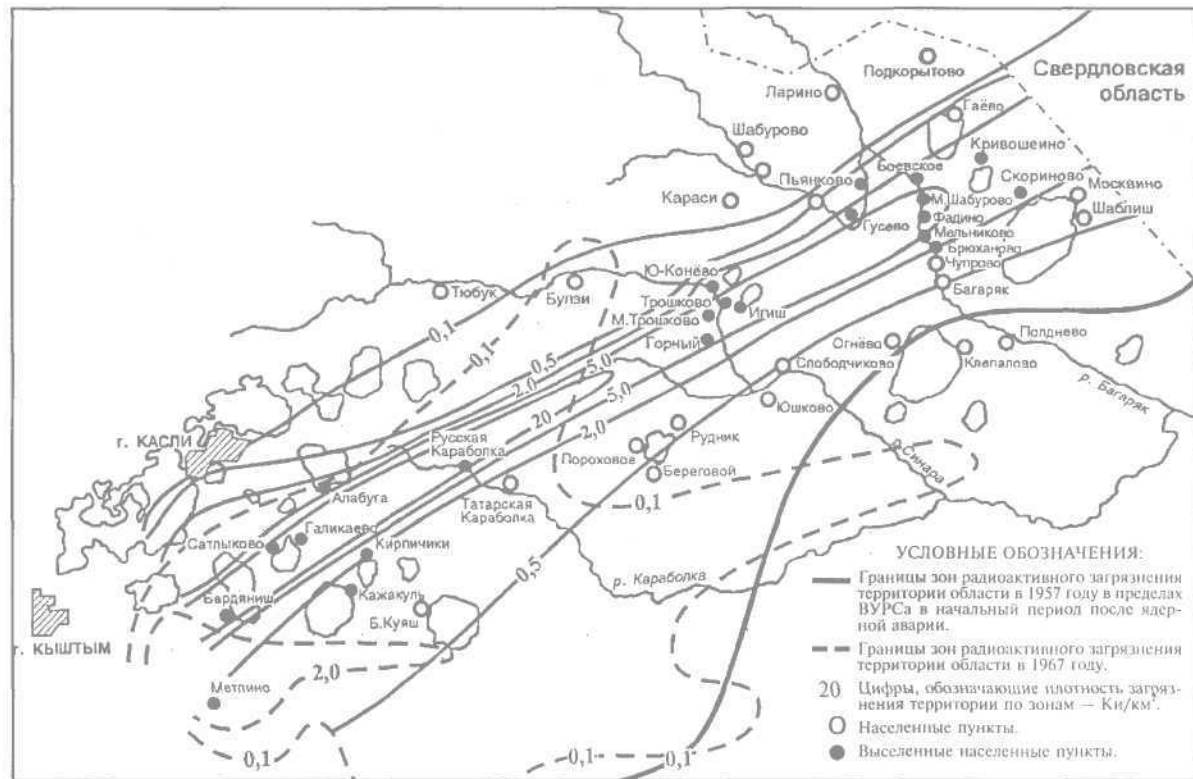 Подкорытово
Свердловская
область
Ларино
Гаёво
Шабурово
Кривошеино
Боевское
Скориново
Москвино
Пьянково
Караси
М.Шабурово
Шаблиш
Гусево
Фадино
Мельниково
Брюханово
Чупрово
Ю-Конёво
Багаряк
Тюбук
Булзи
Трошково
Игиш
М.Трошково
0,1
0,1
0,5
Горный
Огнёво
Полднево
Клепалово
5,0
2,0
Слободчиково
5,0
20
Юшково
р. Багаряк
2,0
г. КАСЛИ
Русская
Караболка
Рудник
Пороховое
Береговой
р.Синара
Алабуга
Татарская
Караболка
0,1
Галикаево
Сатлыково
Кирпичики
0,5
р. Караболка
Бардяниш
Кажакуль
Б.Куяш
г. КЫШТЫМ
2,0
Метлино
0,1
0,1
0,1
УСЛОВНЫЕ ОБОЗНАЧЕНИЯ:
Границы зон радиоактивного загрязнения
территории области в 1957 году в пределах
ВУРСа в начальный период после ядер-
ной аварии.
Границы зон радиоактивного загрязнения
территории области в 1967 году.
20 Цифры, обозначающие плотность загряз-
нения территории по зонам — Ки/км².
Населенные пункты.
Выселенные населенные пункты.